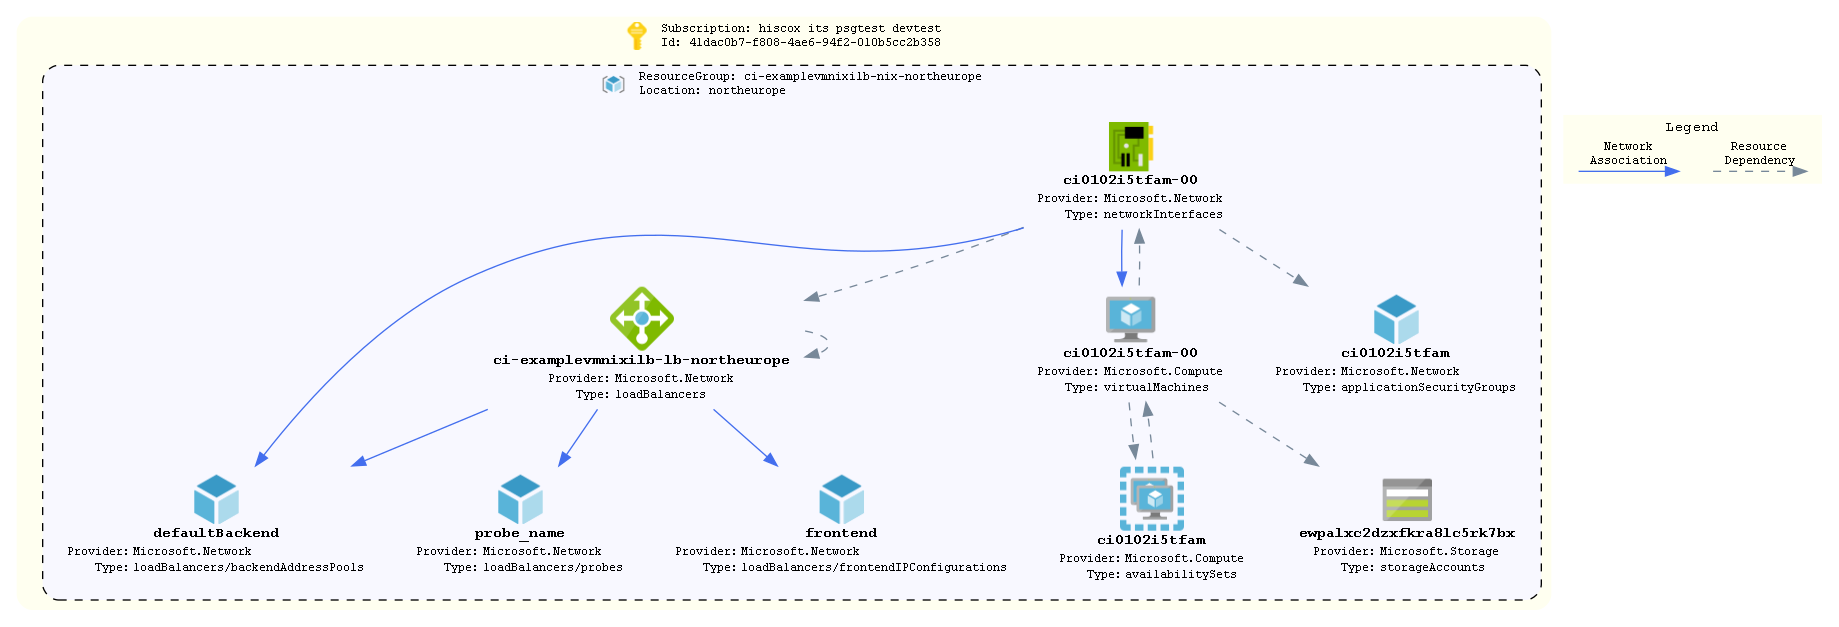 Subscription: hiscox its psgtest devtest
Id: 41dac0b7-f808-4ae6-94f2-010b5cc2b358
ResourceGroup: ci-examplevmnixilb-nix-northeurope
Location: northeurope
Legend
Network Association
Resource Dependency
ci0102i5tfam-00
Provider: Microsoft.Network
Type: networkInterfaces
ci-examplevmnixilb-lb-northeurope
Provider: Microsoft.Network
Type: loadBalancers
ci0102i5tfam-00
Provider: Microsoft.Compute
Type: virtualMachines
ci0102i5tfam
Provider: Microsoft.Network
Type: applicationSecurityGroups
defaultBackend
Provider: Microsoft.Network
Type: loadBalancers/backendAddressPools
probe_name
Provider: Microsoft.Network
Type: loadBalancers/probes
frontend
Provider: Microsoft.Network
Type: loadBalancers/frontendIPConfigurations
ci0102i5tfam
Provider: Microsoft.Compute
Type: availabilitySets
ewpalxc2dzxfkra8lc5rk7bx
Provider: Microsoft.Storage
Type: storageAccounts